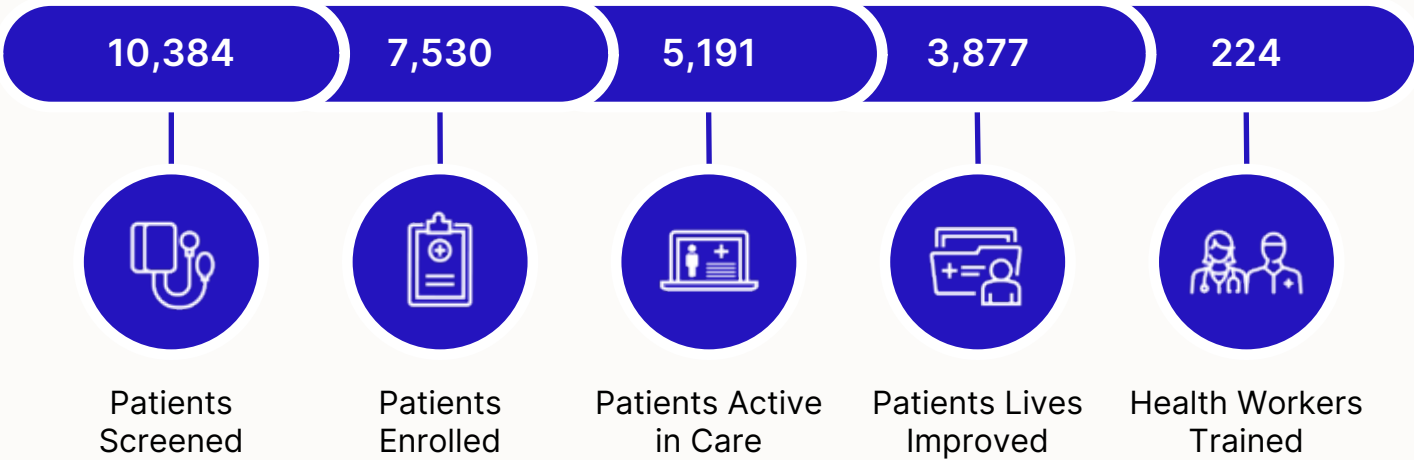 10,384 7,530 5,191 3,877 224
Patients Screened
Patients Enrolled
Patients Active in Care
Patients Lives Improved
Health Workers Trained